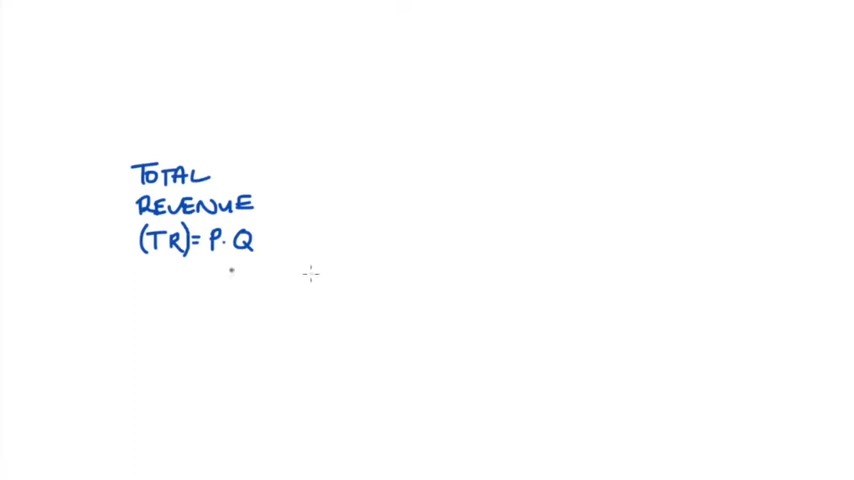 TOTAL
REVENUE
(TR)= P. Q